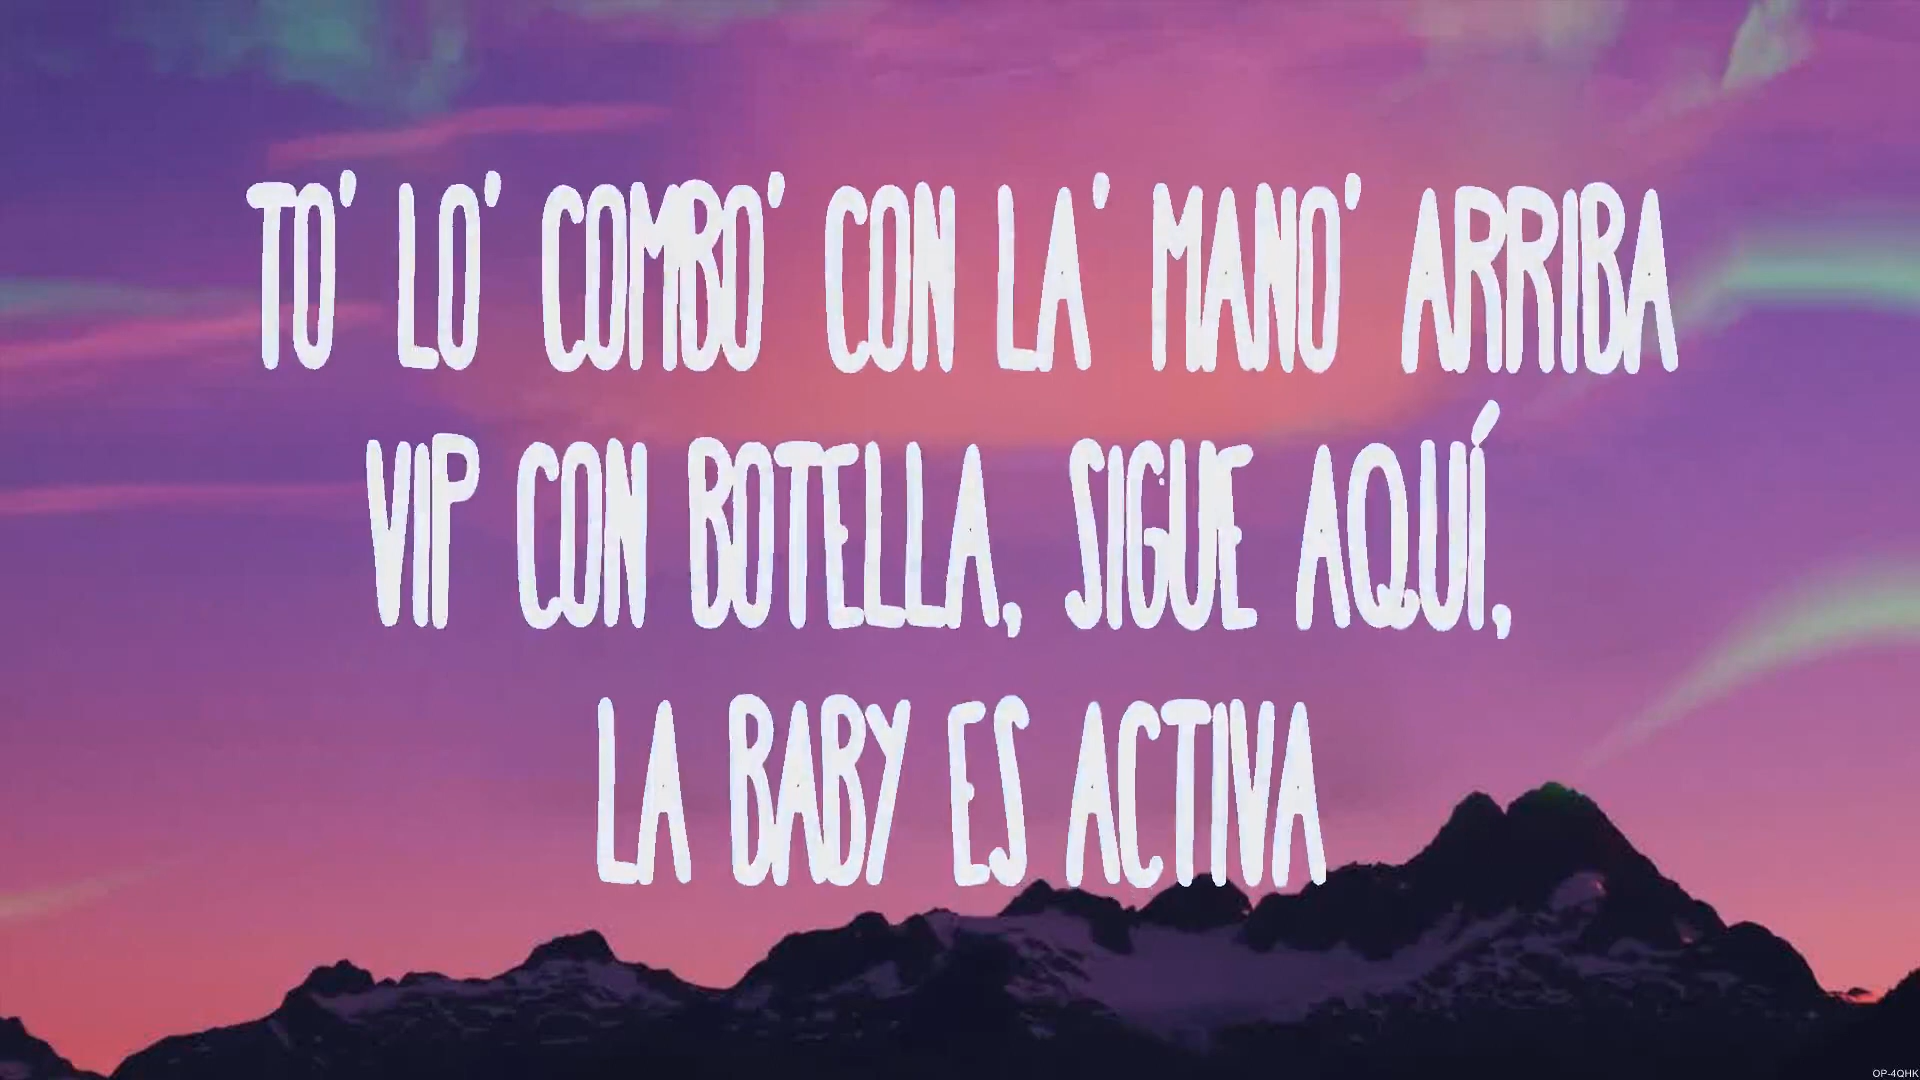 TO' LO' COMBO' CON LA' MANO' ARRIBA
VIP CON BOTELLA, SIGUE AQUÍ,
LA BABY ES ACTIVA
OP-4QHK